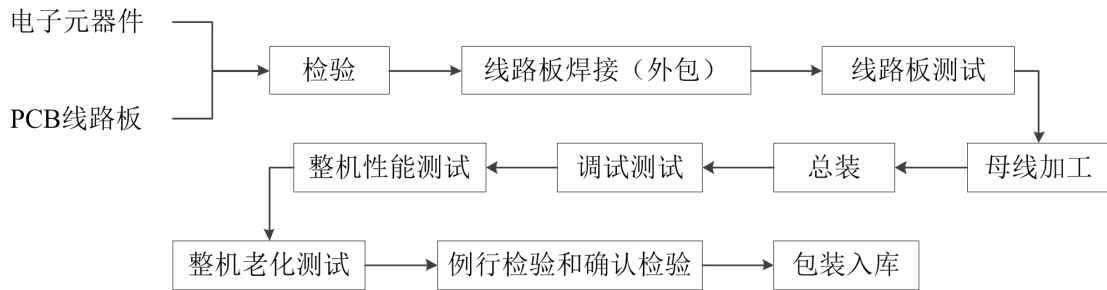 电子元器件
检验
线路板焊接（外包）
线路板测试
PCB线路板
整机性能测试
调试测试
总装
母线加工
整机老化测试
例行检验和确认检验
包装入库